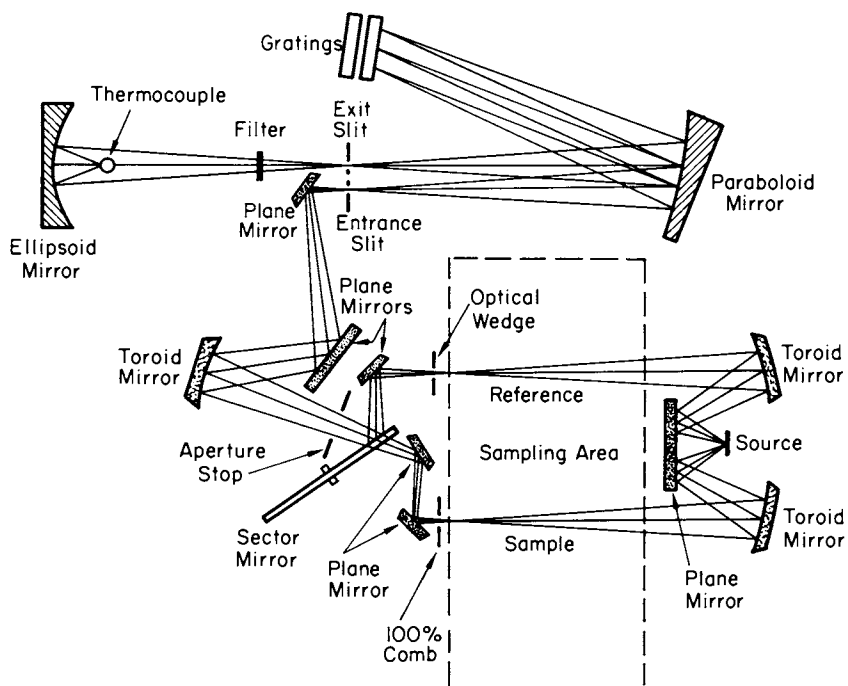 Gratings
Thermocouple
Filter
Exit
Slit
Paraboloid
Mirror
Plane
Mirror
Entrance
Slit
Ellipsoid
Mirror
Plane
Mirrors
Optical
Wedge
Toroid
Mirror
Toroid
Mirror
Reference
Aperture
Stop
Sampling Area
Source
Sector
Mirror
Plane
Mirror
Sample
Toroid
Mirror
Plane
Mirror
100%
Comb